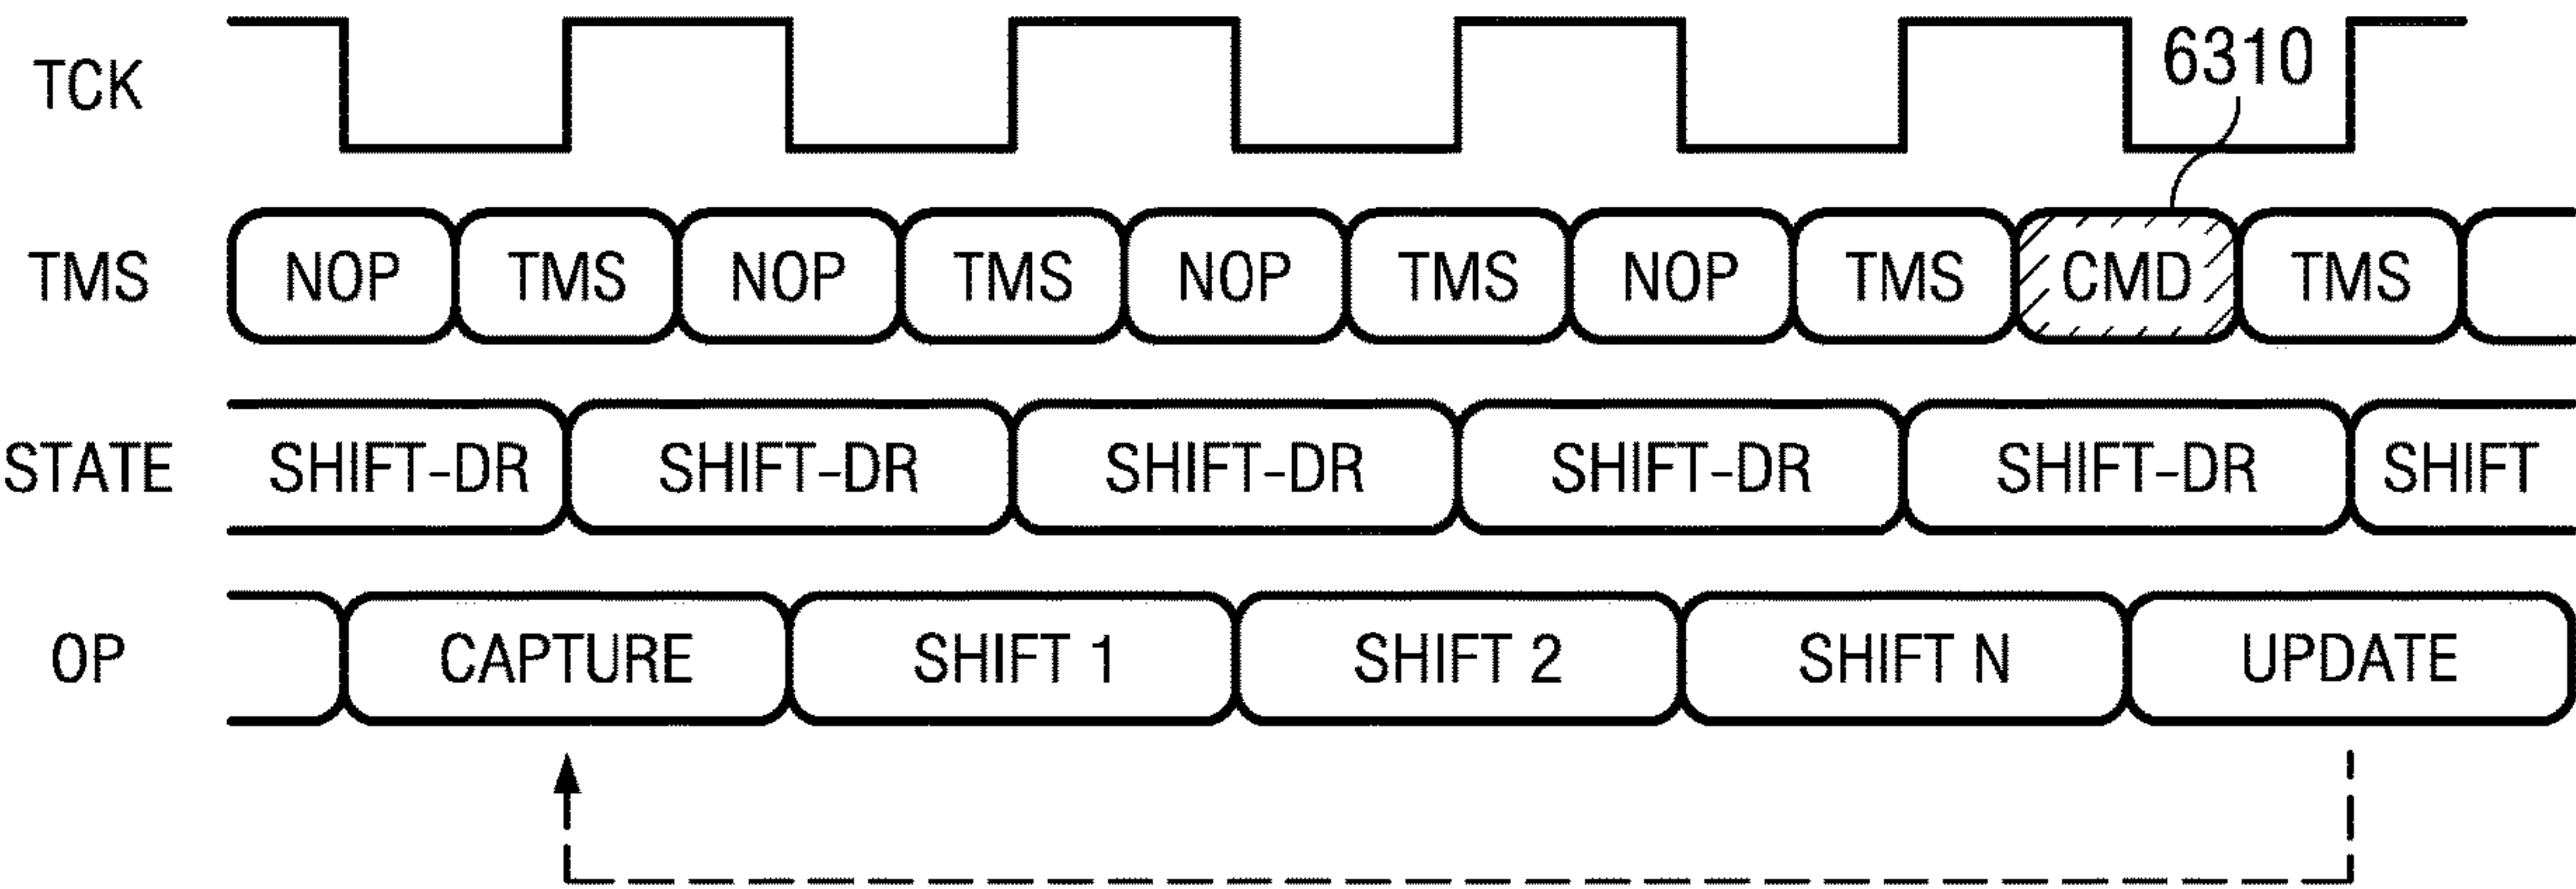 TCK 6310
TMS NOP TMS NOP TMS NOP TMS NOP TMS CMD TMS
STATE SHIFT-DR SHIFT-DR SHIFT-DR SHIFT-DR SHIFT-DR SHIFT
OP CAPTURE SHIFT 1 SHIFT 2 SHIFT N UPDATE